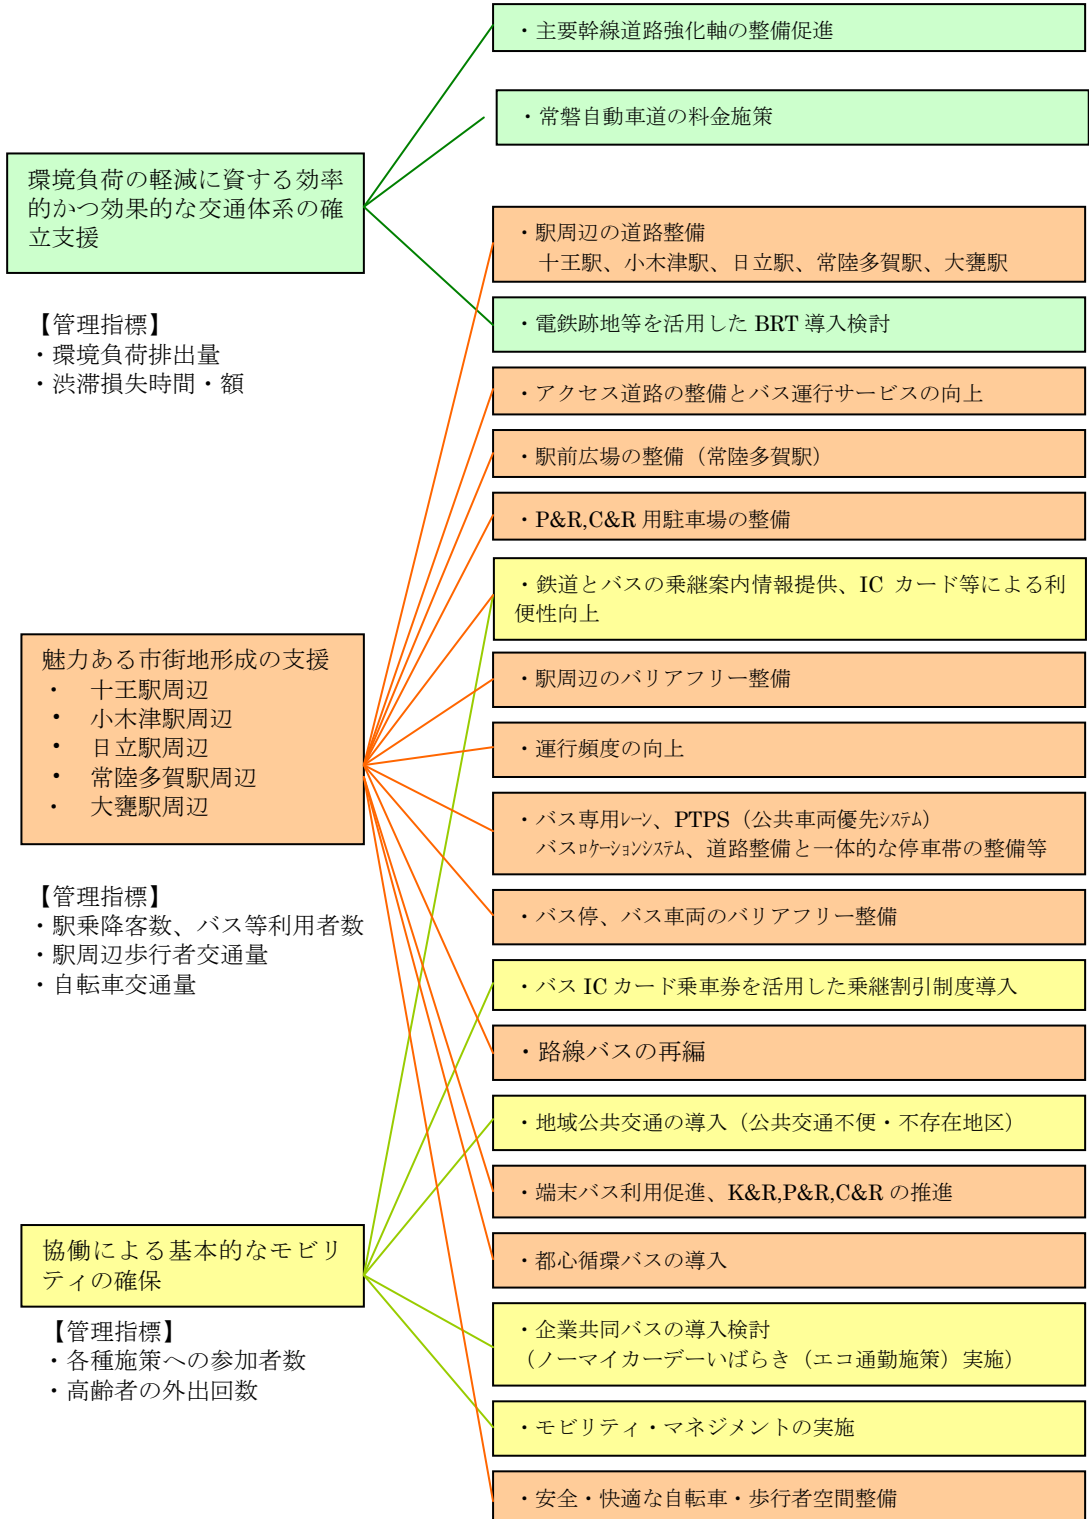 環境負荷の軽減に資する効率
的かつ効果的な交通体系の確
立支援
【管理指標】
・環境負荷排出量
・渋滞損失時間・額
魅力ある市街地形成の支援
・ 十王駅周辺
・ 小木津駅周辺
・ 日立駅周辺
・ 常陸多賀駅周辺
・ 大甕駅周辺
【管理指標】
・駅乗降客数、バス等利用者数
・駅周辺歩行者交通量
・自転車交通量
協働による基本的なモビリ
ティの確保
【管理指標】
・各種施策への参加者数
・高齢者の外出回数
・主要幹線道路強化軸の整備促進
・常磐自動車道の料金施策
・駅周辺の道路整備
十王駅、小木津駅、日立駅、常陸多賀駅、大甕駅
・電鉄跡地等を活用した BRT 導入検討
・アクセス道路の整備とバス運行サービスの向上
・駅前広場の整備（常陸多賀駅）
・P&R,C&R 用駐車場の整備
・鉄道とバスの乗継案内情報提供、IC カード等による利
便性向上
・駅周辺のバリアフリー整備
・運行頻度の向上
・バス専用ﾚｰﾝ、PTPS（公共車両優先ｼｽﾃﾑ）
バスﾛｹｰｼｮﾝｼｽﾃﾑ、道路整備と一体的な停車帯の整備等
・バス停、バス車両のバリアフリー整備
・バス IC カード乗車券を活用した乗継割引制度導入
・路線バスの再編
・地域公共交通の導入（公共交通不便・不存在地区）
・端末バス利用促進、K&R,P&R,C&R の推進
・都心循環バスの導入
・企業共同バスの導入検討
（ノーマイカーデーいばらき（エコ通勤施策）実施）
・モビリティ・マネジメントの実施
・安全・快適な自転車・歩行者空間整備